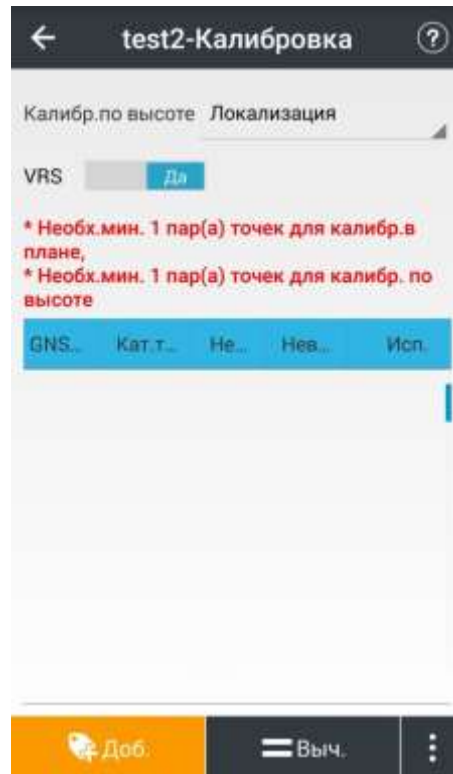 test2-Калибровка ?
Калибр.по высоте Локализация
VRS Да
* Необх.мин. 1 пар(а) точек для калибр.в
плане,
* Необх.мин. 1 пар(а) точек для калибр. по
высоте
GNS... Кат.т... Не... Нев... Исп.
Доб. Выч.